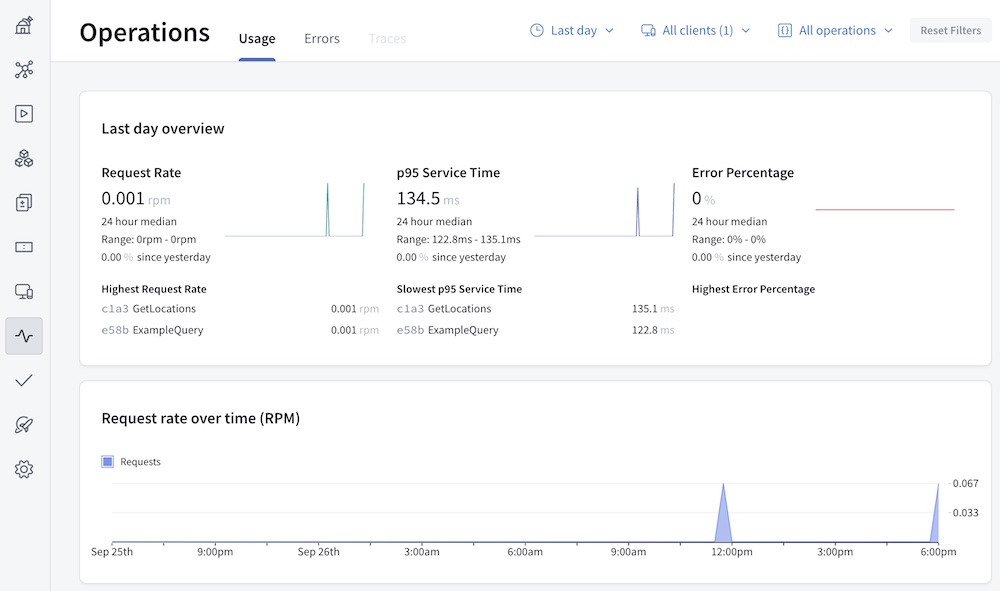 Operations
Usage
Errors
Traces
Last day
All clients (1)
All operations
Reset Filters
Last day overview
Request Rate
0.001 rpm
24 hour median
Range: 0rpm - 0rpm
0.00 % since yesterday
Highest Request Rate
c1a3 GetLocations 0.001 rpm
e58b ExampleQuery 0.001 rpm
p95 Service Time
134.5 ms
24 hour median
Range: 122.8ms - 135.1ms
0.00 % since yesterday
Slowest p95 Service Time
c1a3 GetLocations 135.1 ms
e58b ExampleQuery 122.8 ms
Error Percentage
0 %
24 hour median
Range: 0% - 0%
0.00 % since yesterday
Highest Error Percentage
Request rate over time (RPM)
Requests
0.067
0.033
Sep 25th 9:00pm Sep 26th 3:00am 6:00am 9:00am 12:00pm 3:00pm 6:00pm